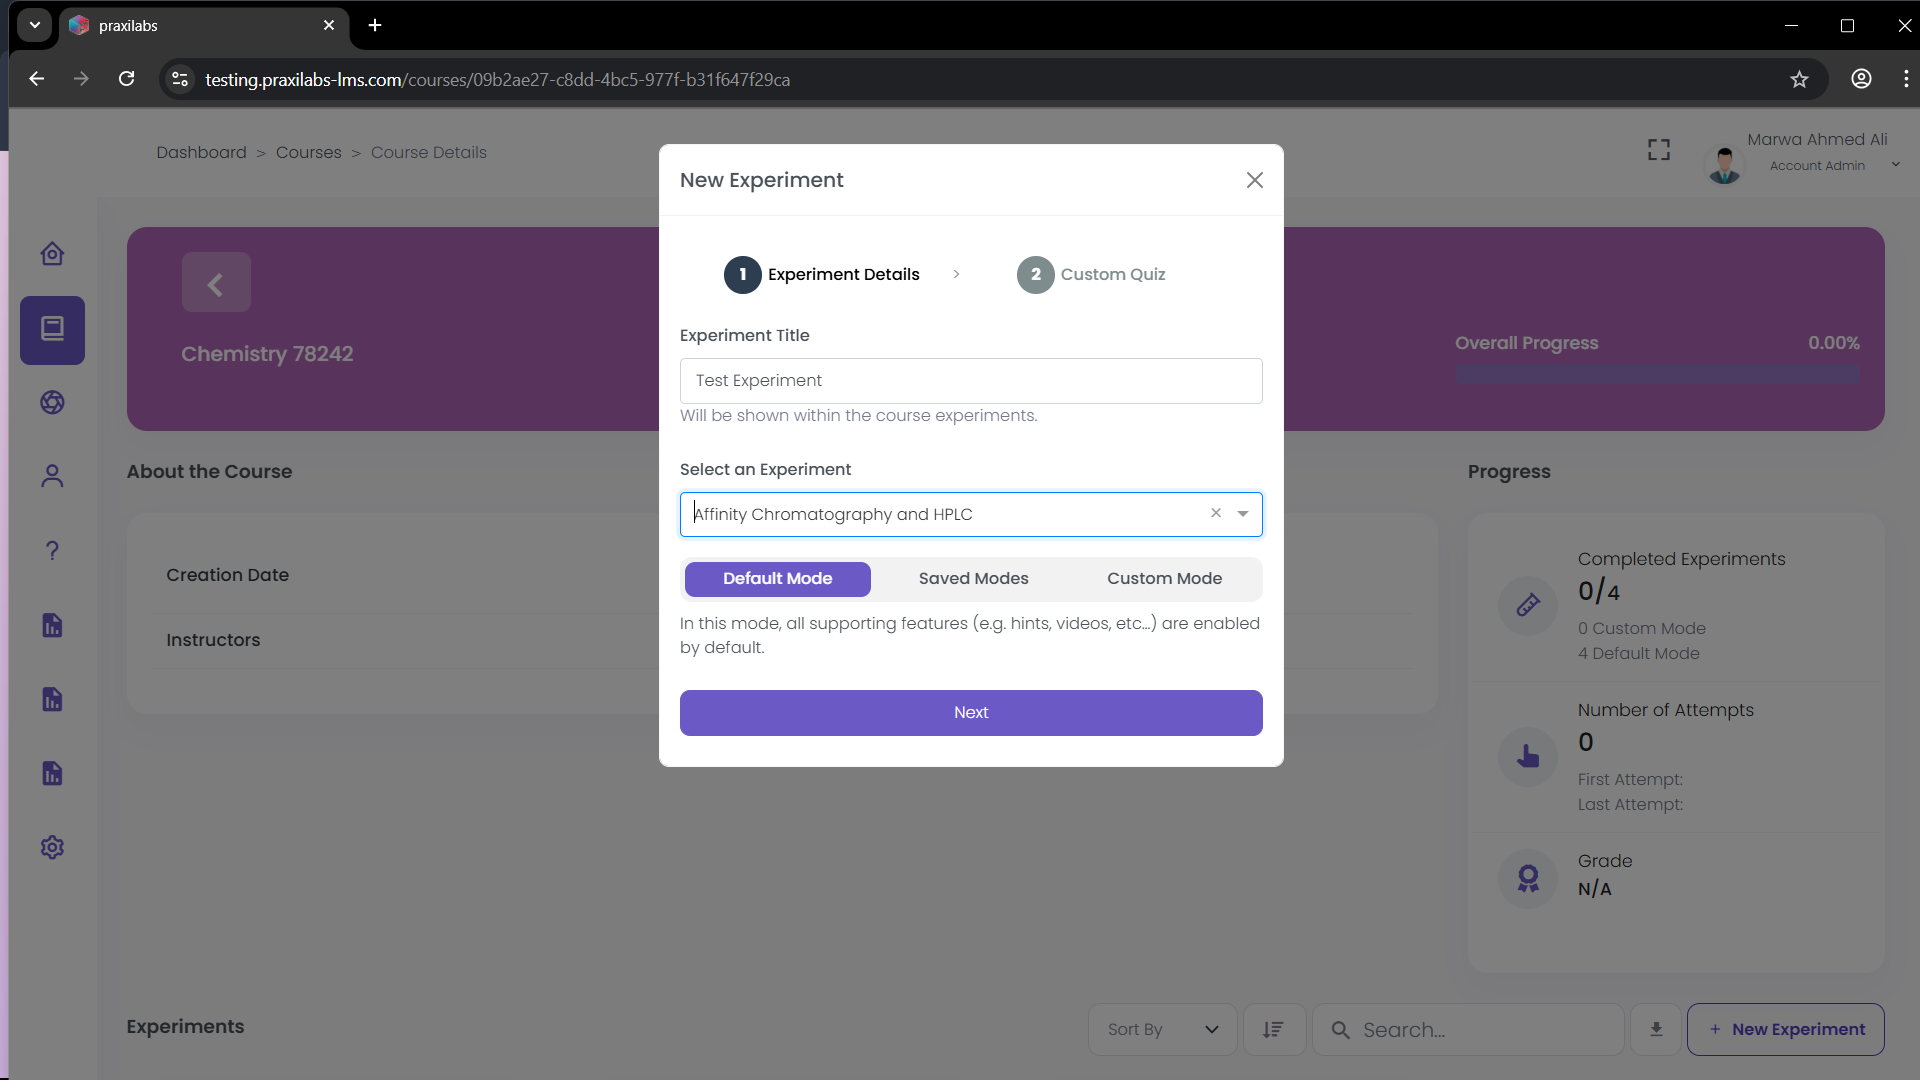 praxilabs
testing.praxilabs-lms.com/courses/09b2ae27-c8dd-4bc5-977f-b31f647f29ca
Dashboard > Courses > Course Details
Marwa Ahmed Ali
Account Admin
Chemistry 78242
Overall Progress 0.00%
About the Course
Creation Date
Instructors
Progress
Completed Experiments
0/4
0 Custom Mode
4 Default Mode
Number of Attempts
0
First Attempt:
Last Attempt:
Grade
N/A
Experiments
Sort By
Search...
+ New Experiment
New Experiment
1 Experiment Details > 2 Custom Quiz
Experiment Title
Test Experiment
Will be shown within the course experiments.
Select an Experiment
Affinity Chromatography and HPLC
Default Mode Saved Modes Custom Mode
In this mode, all supporting features (e.g. hints, videos, etc...) are enabled
by default.
Next